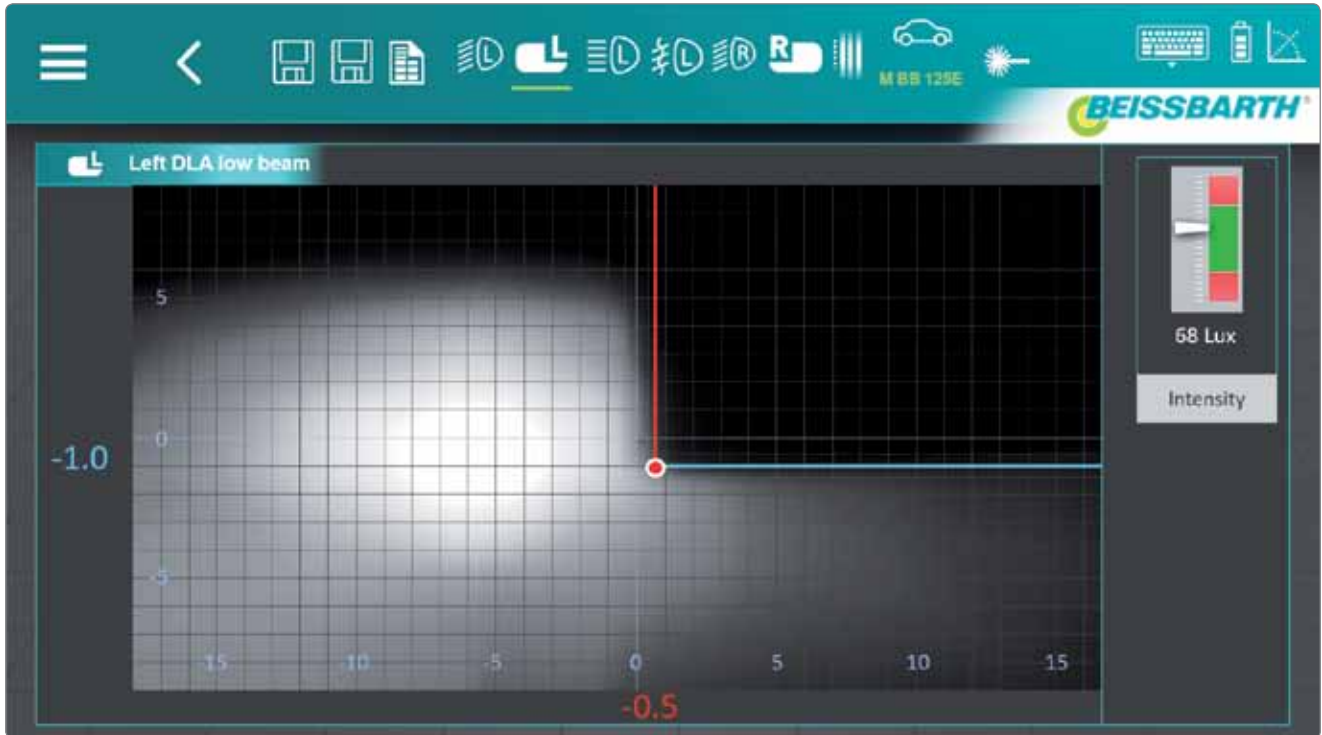 L L L L R R
M BB 125E
BEISSBARTH
Left DLA low beam
5
68 Lux
Intensity
0
-1.0
-5
-15 -10 -5 0 5 10 15
-0.5